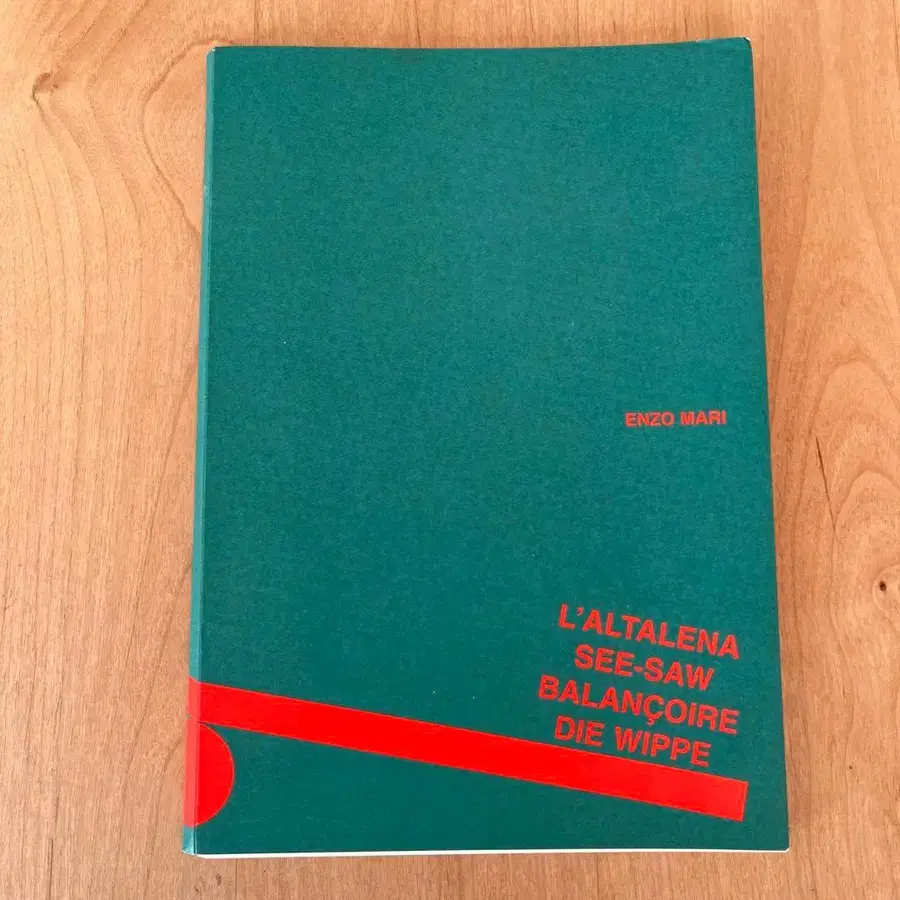 ENZO MARI
L'ALTALENA
SEE-SAW
BALANÇOIRE
DIE WIPPE